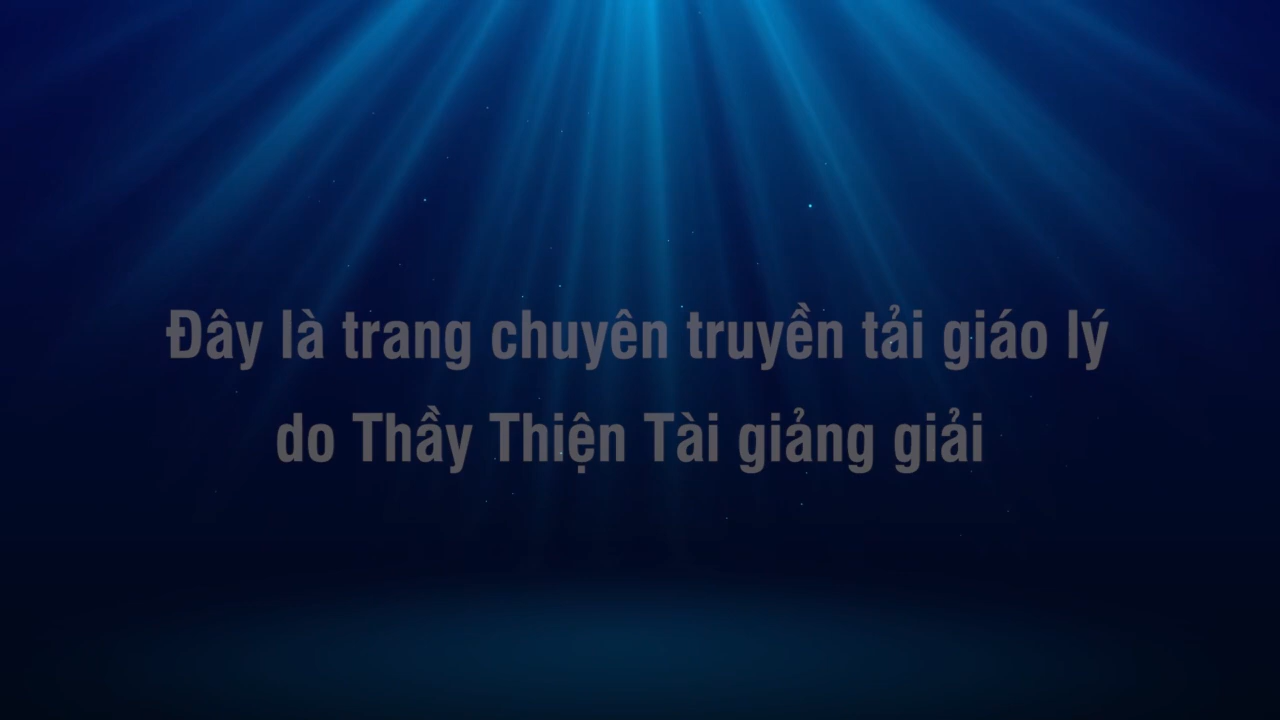 Đây là trang chuyên truyền tải giáo lý
do Thầy Thiện Tài giảng giải